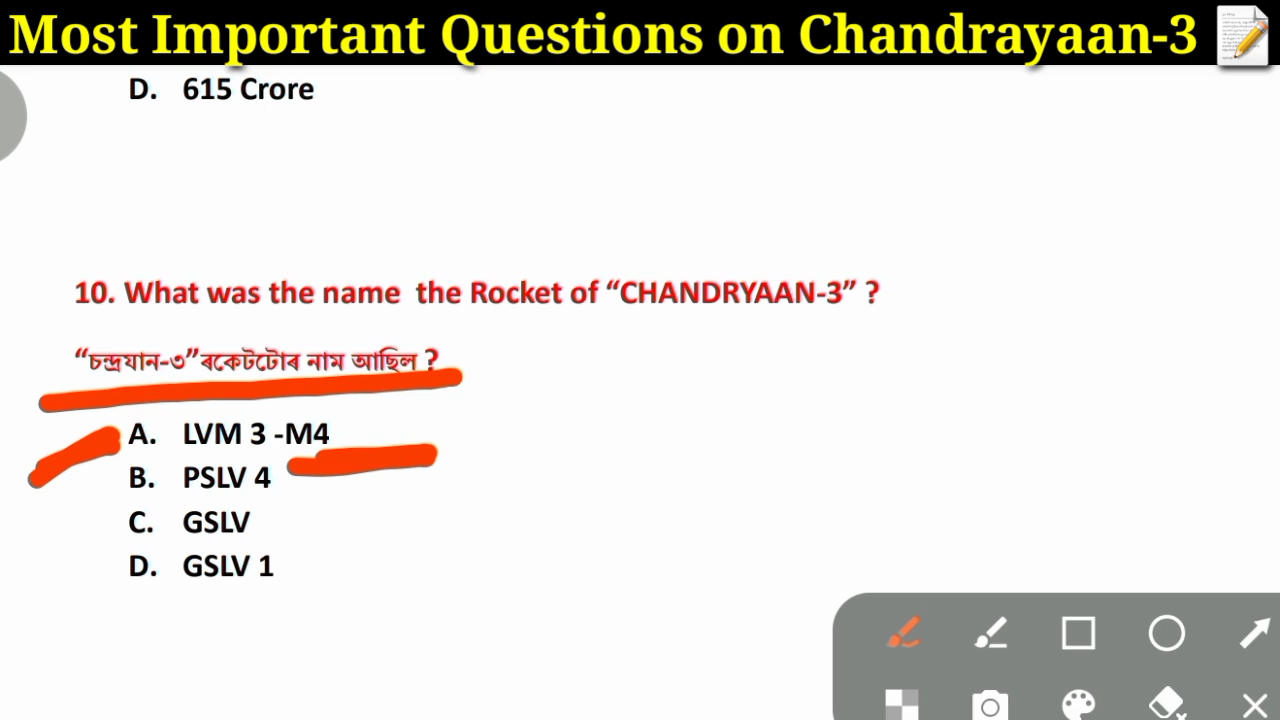 Most Important Questions on Chandrayaan-3
D. 615 Crore
10. What was the name the Rocket of “CHANDRYAAN-3” ?
“চন্দ্ৰযান-৩”ৰকেটটোৰ নাম আছিল ?
A. LVM 3 -M4
B. PSLV 4
C. GSLV
D. GSLV 1